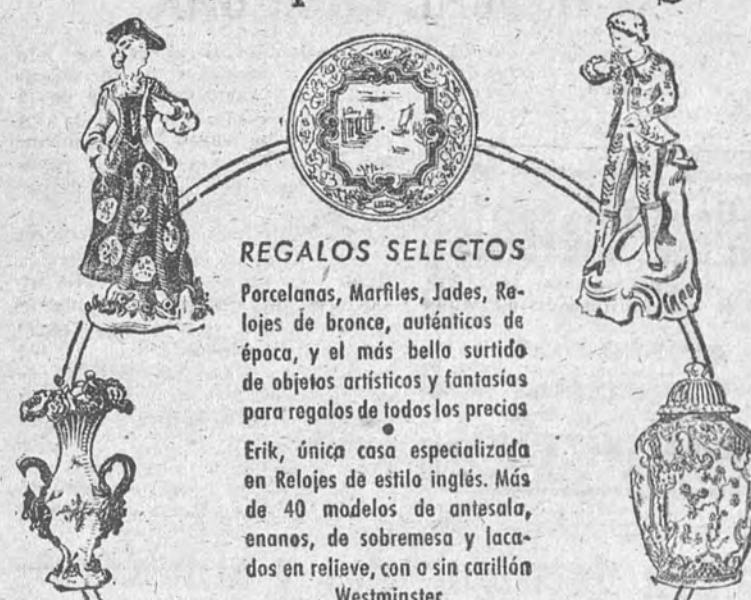 REGALOS SELECTOS
Porcelanas, Marfiles, Jades, Re-
lojes de bronce, auténticos de
época, y el más bello surtido
de objetos artísticos y fantasías
para regalos de todos los precios
Erik, única casa especializada
en Relojes de estilo inglés. Más
de 40 modelos de antesala,
enanos, de sobremesa y laca-
dos en relieve, con o sin carillón
Westminster